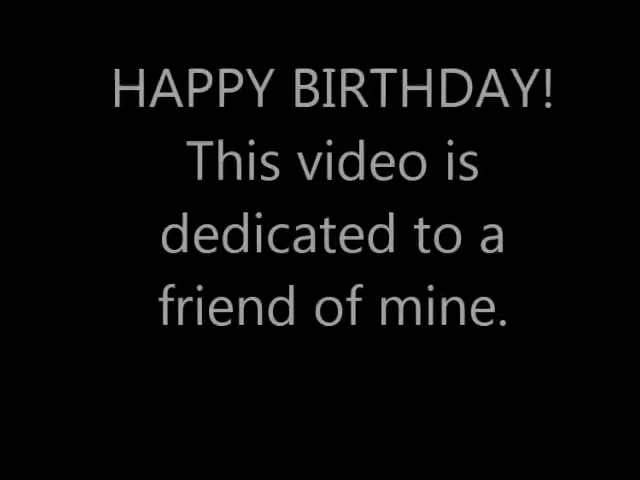 HAPPY BIRTHDAY!
This video is
dedicated to a
friend of mine.